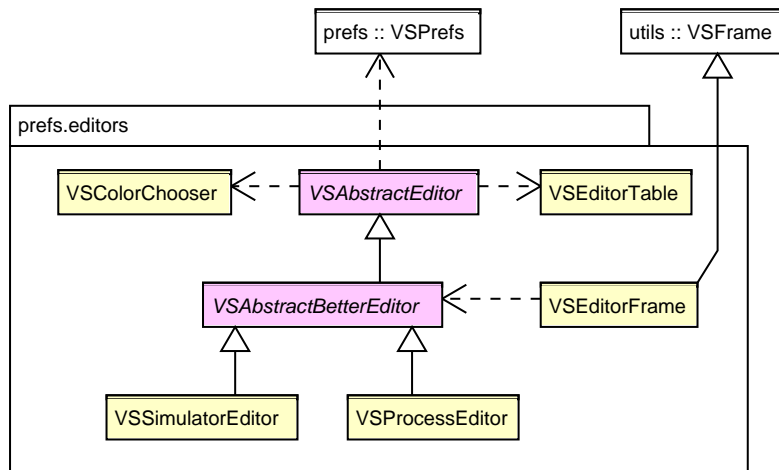 prefs :: VSPrefs
utils :: VSFrame
prefs.editors
VSColorChooser
VSAbstractEditor
VSEditorTable
VSAbstractBetterEditor
VSEditorFrame
VSSimulatorEditor
VSProcessEditor